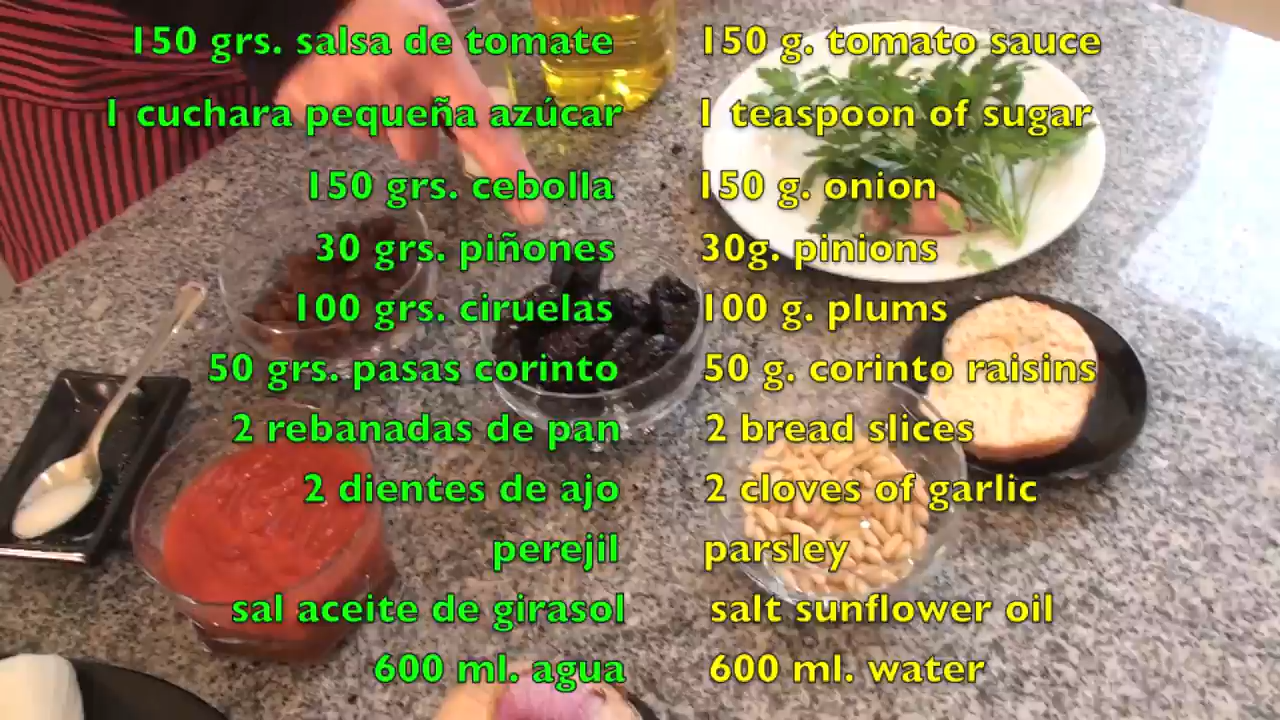 150 grs. salsa de tomate
1 cuchara pequeña azúcar
150 grs. cebolla
30 grs. piñones
100 grs. ciruelas
50 grs. pasas corinto
2 rebanadas de pan
2 dientes de ajo
perejil
sal aceite de girasol
600 ml. agua
150 g. tomato sauce
1 teaspoon of sugar
150 g. onion
30g. pinions
100 g. plums
50 g. corinto raisins
2 bread slices
2 cloves of garlic
parsley
salt sunflower oil
600 ml. water